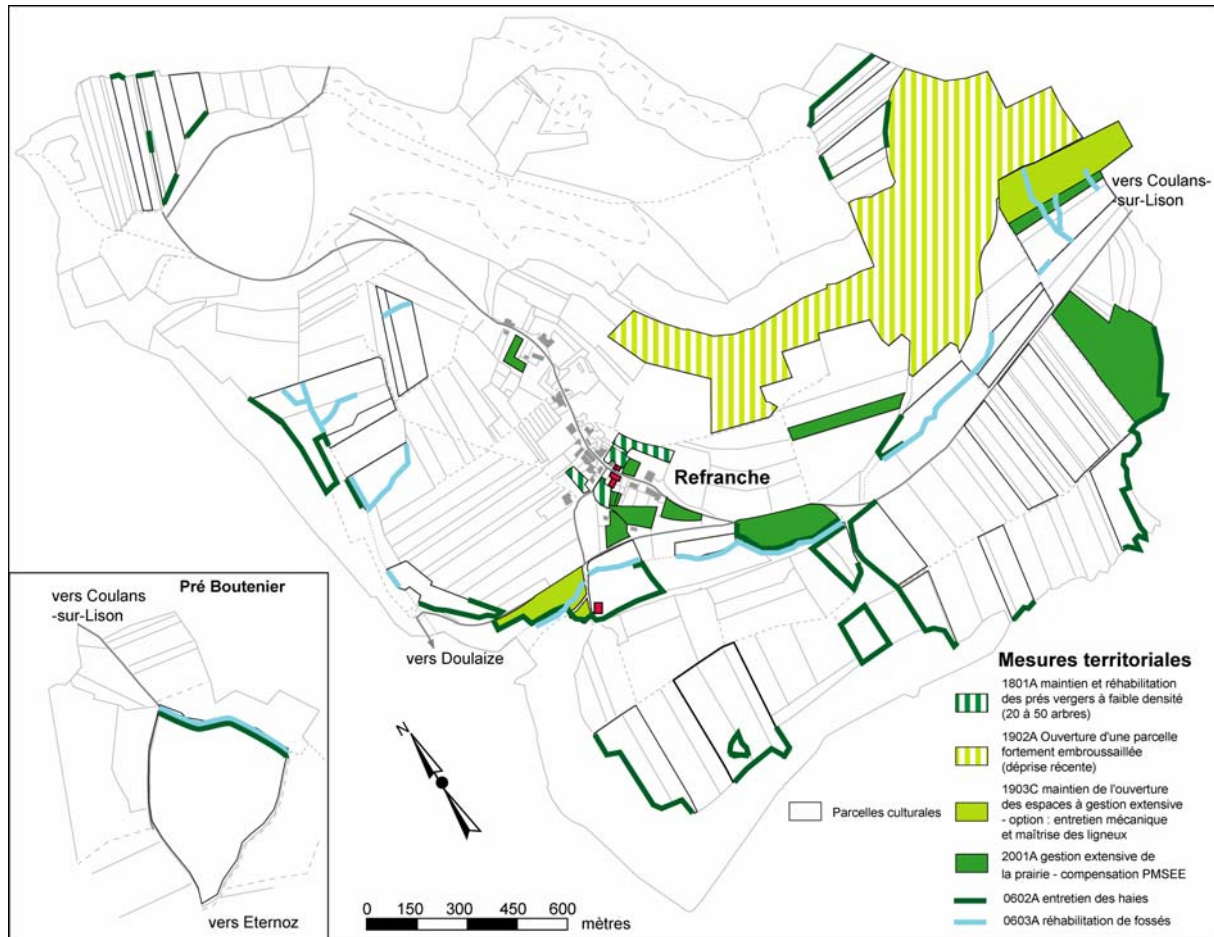 vers Coulans-
-sur-Lison
Refranche
Pré Boutenier
vers Coulans
-sur-Lison
vers Eternoz
vers Doulaize
N
0 150 300 450 600
mètres
Parcelles culturales
Mesures territoriales
1801A maintien et réhabilitation
des prés vergers à faible densité
(20 à 50 arbres)
1902A Ouverture d'une parcelle
fortement embroussaillée
(déprise récente)
1903C maintien de l'ouverture
des espaces à gestion extensive
- option : entretien mécanique
et maîtrise des ligneux
2001A gestion extensive de
la prairie - compensation PMSEE
0602A entretien des haies
0603A réhabilitation de fossés